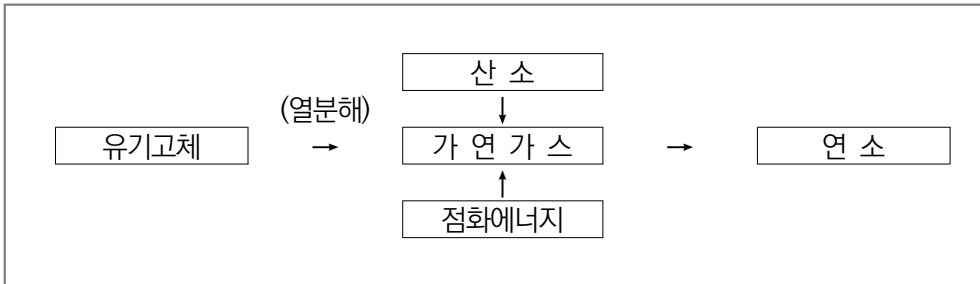 산 소
(열분해)
유기고체 → 가 연 가 스 → 연 소
점화에너지